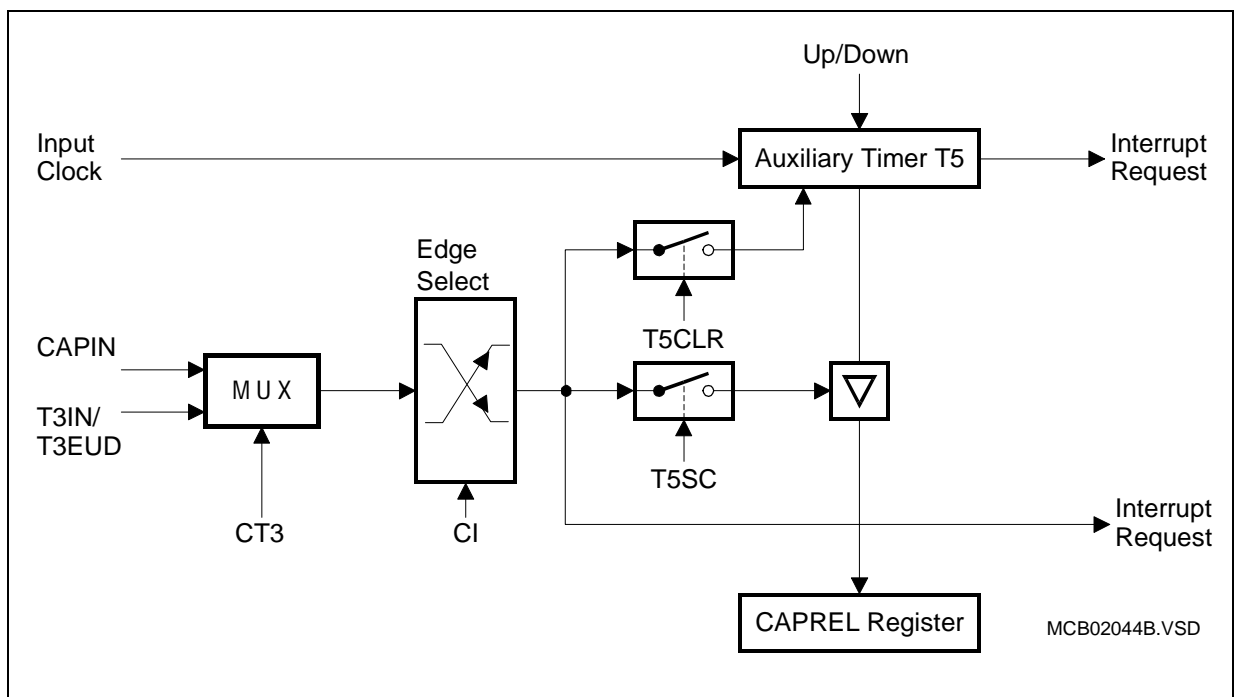 Up/Down
Input
Clock
Auxiliary Timer T5
Interrupt
Request
Edge
Select
T5CLR
CAPIN
MUX
T3IN/
T3EUD
T5SC
CT3
CI
Interrupt
Request
CAPREL Register
MCB02044B.VSD